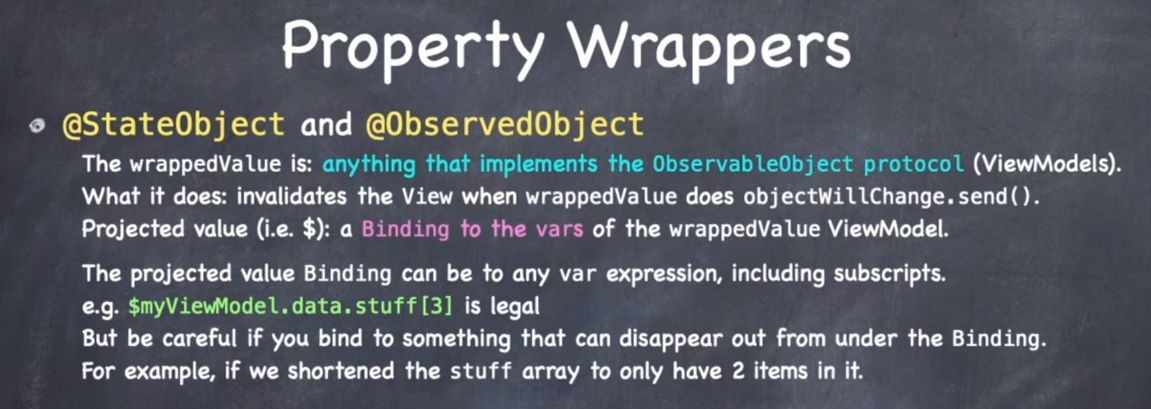 Property Wrappers
@StateObject and @ObservedObject
The wrappedValue is: anything that implements the ObservableObject protocol (ViewModels).
What it does: invalidates the View when wrappedValue does objectWillChange.send().
Projected value (i.e. $): a Binding to the vars of the wrappedValue ViewModel.
The projected value Binding can be to any var expression, including subscripts.
e.g. $myViewModel.data.stuff[3] is legal
But be careful if you bind to something that can disappear out from under the Binding.
For example, if we shortened the stuff array to only have 2 items in it.